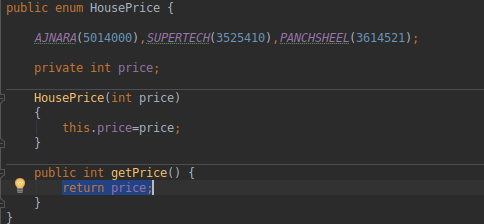 public enum HousePrice {
AJNARA(5014000),SUPERTECH(3525410),PANCHSHEEL(3614521);
private int price;
HousePrice(int price)
{
this.price=price;
}
public int getPrice() {
return price;
}
}